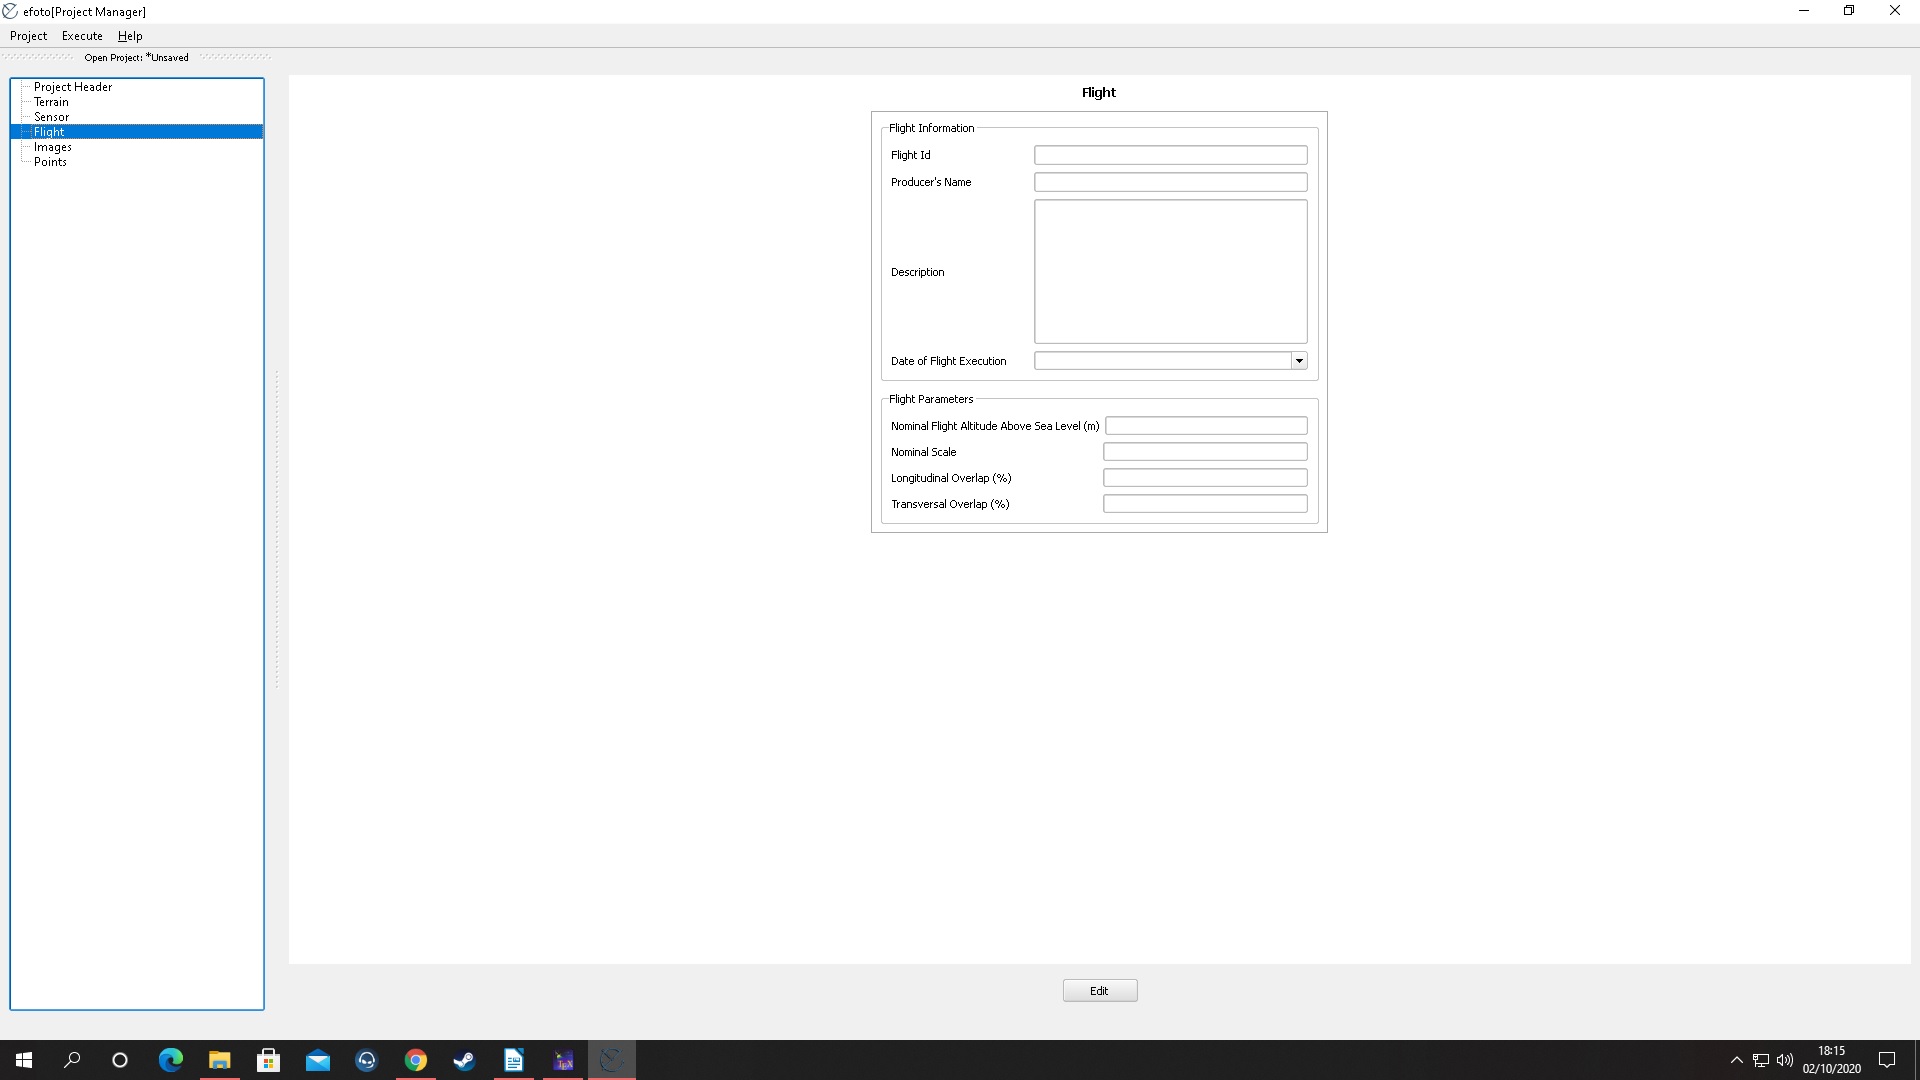 efoto[Project Manager]
Project Execute Help
Open Project: *Unsaved
Project Header
Terrain
Sensor
Flight
Images
Points
Flight
Flight Information
Flight Id
Producer's Name
Description
Date of Flight Execution
Flight Parameters
Nominal Flight Altitude Above Sea Level (m)
Nominal Scale
Longitudinal Overlap (%)
Transversal Overlap (%)
Edit
TEX
18:15
02/10/2020